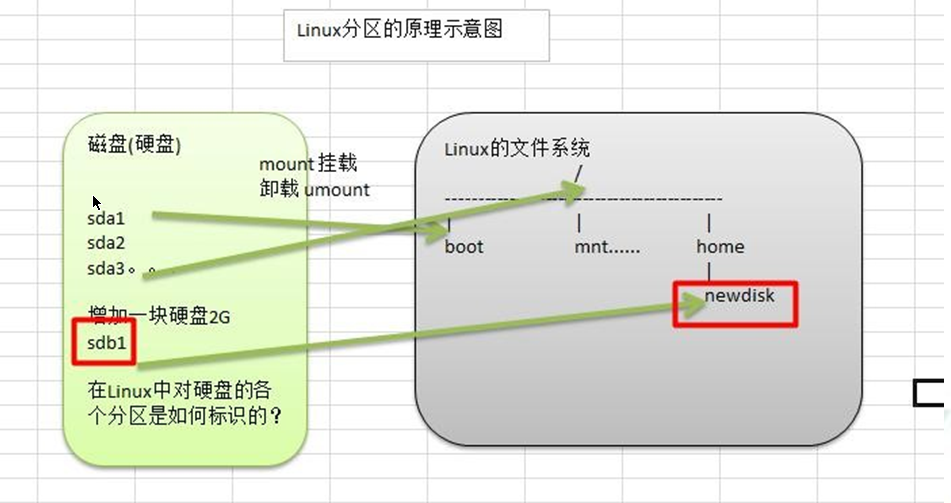 Linux分区的原理示意图
磁盘(硬盘)
mount 挂载
卸载 umount
sda1
sda2
sda3。。
增加一块硬盘2G
sdb1
在Linux中对硬盘的各
个分区是如何标识的？
Linux的文件系统
/
boot
mnt......
home
newdisk